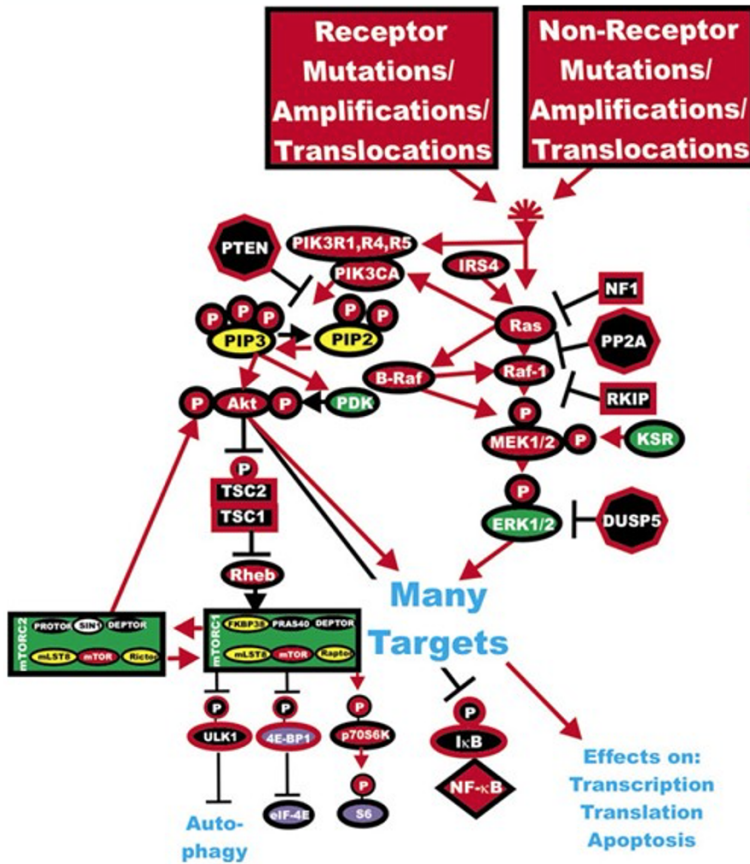 Receptor
Mutations/
Amplifications/
Translocations
Non-Receptor
Mutations/
Amplifications/
Translocations
PTEN
PIK3R1,R4,R5
PIK3CA
IRS4
NF1
P P P
PIP3
P P
PIP2
Ras
PP2A
B-Raf
Raf-1
RKIP
P Akt P
PDK
P
MEK1/2 P
KSR
P
TSC2
TSC1
P
ERK1/2
DUSP5
Rheb
Many
Targets
mTORC2
PROTOR SIN1 DEPTOR
mLST8 mTOR Rictor
mTORC1
FKBP38 PRAS40 DEPTOR
mLST8 mTOR Raptor
P
ULK1
P
4E-BP1
P
p70S6K
P
IκB
NF-κB
eIF-4E
P
S6
Auto-
phagy
Effects on:
Transcription
Translation
Apoptosis